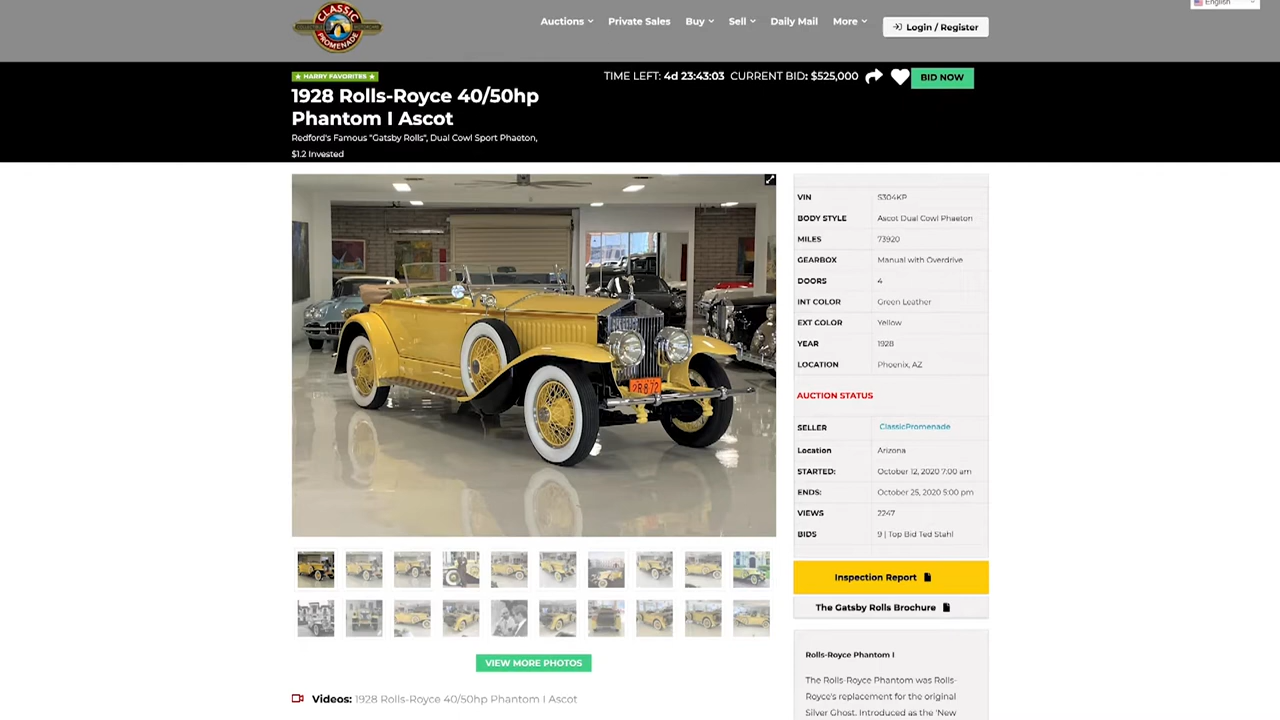 English
CLASSIC
PROMENADE
Auctions Private Sales Buy Sell Daily Mail More Login / Register
★ HARRY FAVORITES ★
TIME LEFT: 4d 23:43:03 CURRENT BID: $525,000 BID NOW
1928 Rolls-Royce 40/50hp
Phantom I Ascot
Redford's Famous "Gatsby Rolls", Dual Cowl Sport Phaeton,
$1.2 Invested
VIN S304KP
BODY STYLE Ascot Dual Cowl Phaeton
MILES 73920
GEARBOX Manual with Overdrive
DOORS 4
INT COLOR Green Leather
EXT COLOR Yellow
YEAR 1928
LOCATION Phoenix, AZ
AUCTION STATUS
SELLER ClassicPromenade
Location Arizona
STARTED: October 12, 2020 7:00 am
ENDS: October 25, 2020 5:00 pm
VIEWS 2247
BIDS 9 | Top Bid Ted Stahl
Inspection Report
The Gatsby Rolls Brochure
2R872
VIEW MORE PHOTOS
Videos: 1928 Rolls-Royce 40/50hp Phantom I Ascot
Rolls-Royce Phantom I
The Rolls-Royce Phantom was Rolls-
Royce's replacement for the original
Silver Ghost. Introduced as the 'New